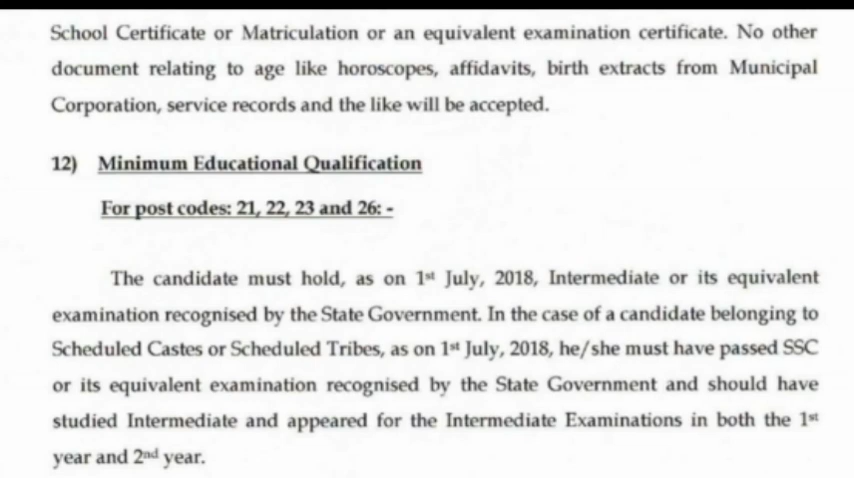 School Certificate or Matriculation or an equivalent examination certificate. No other
document relating to age like horoscopes, affidavits, birth extracts from Municipal
Corporation, service records and the like will be accepted.
12) Minimum Educational Qualification
For post codes: 21, 22, 23 and 26: -
The candidate must hold, as on 1st July, 2018, Intermediate or its equivalent
examination recognised by the State Government. In the case of a candidate belonging to
Scheduled Castes or Scheduled Tribes, as on 1st July, 2018, he/she must have passed SSC
or its equivalent examination recognised by the State Government and should have
studied Intermediate and appeared for the Intermediate Examinations in both the 1st
year and 2nd year.